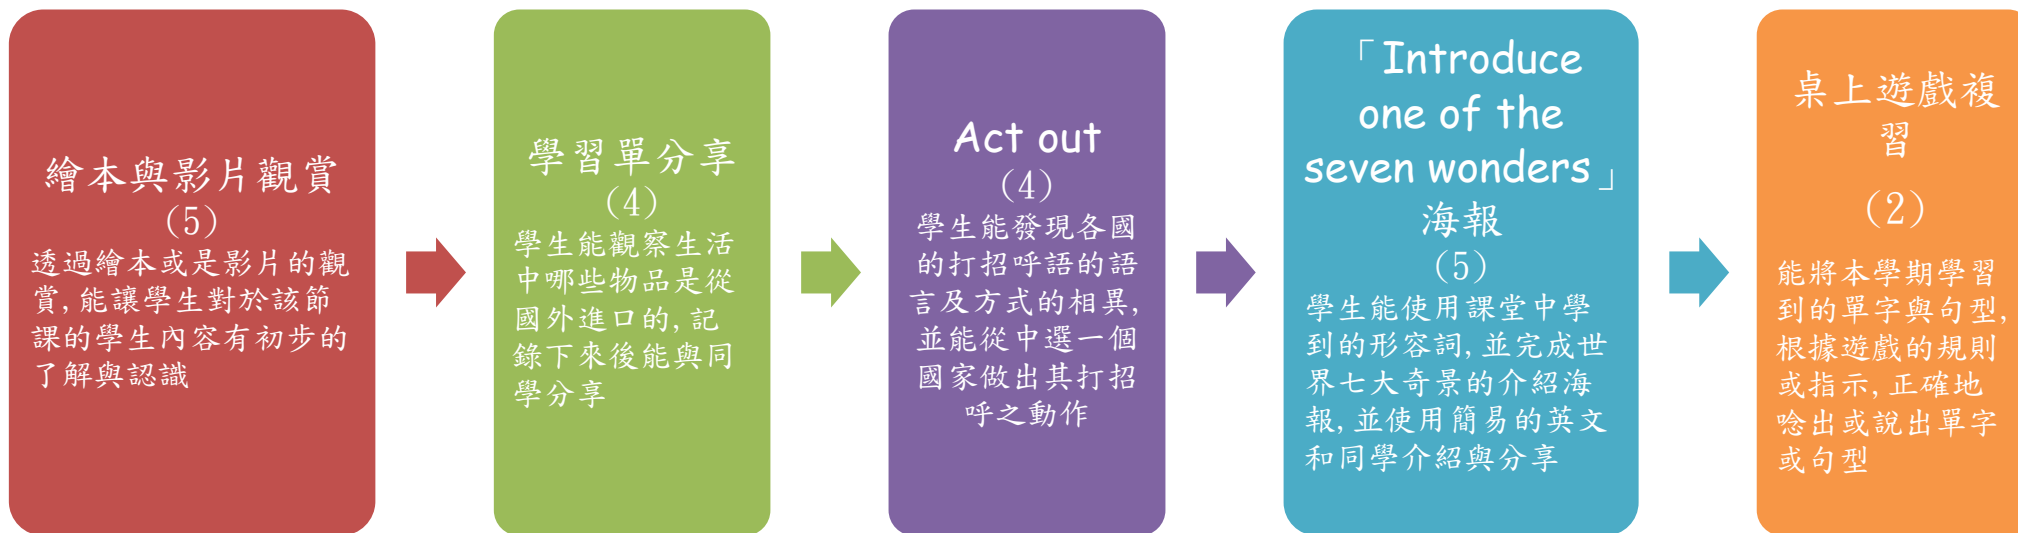 繪本與影片觀賞
(5)
透過繪本或是影片的觀
賞,能讓學生對於該節
課的學生內容有初步的
了解與認識
學習單分享
(4)
學生能觀察生活
中哪些物品是從
國外進口的,記
錄下來後能與同
學分享
Act out
(4)
學生能發現各國
的打招呼語的語
言及方式的相異,
並能從中選一個
國家做出其打招
呼之動作
「Introduce
one of the
seven wonders」
海報
(5)
學生能使用課堂中學
到的形容詞,並完成世
界七大奇景的介紹海
報,並使用簡易的英文
和同學介紹與分享
桌上遊戲複
習
(2)
能將本學期學習
到的單字與句型,
根據遊戲的規則
或指示,正確地
唸出或說出單字
或句型